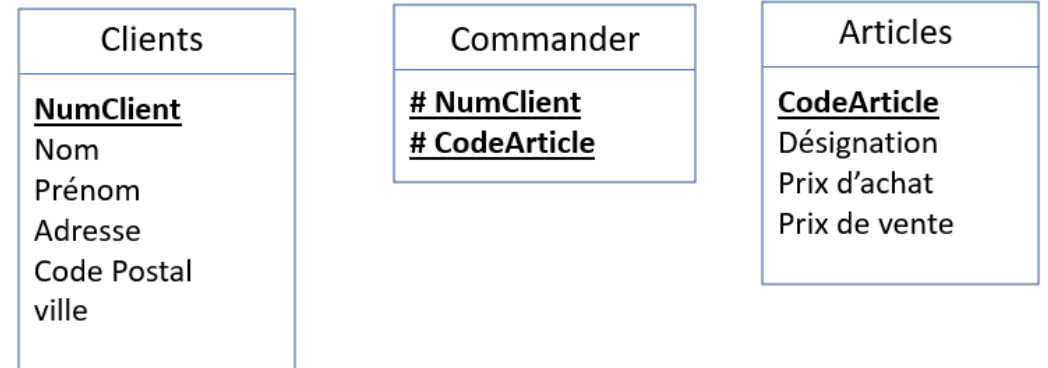 Clients
NumClient
Nom
Prénom
Adresse
Code Postal
ville
Commander
# NumClient
# CodeArticle
Articles
CodeArticle
Désignation
Prix d’achat
Prix de vente